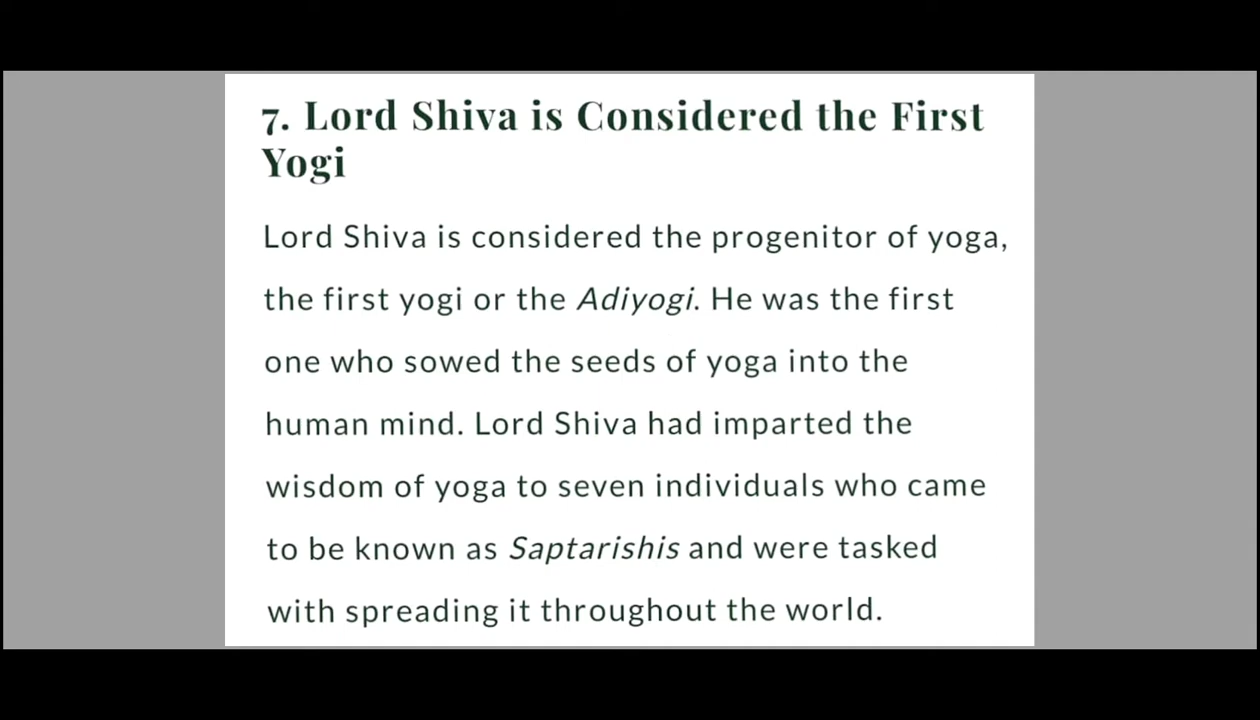 7. Lord Shiva is Considered the First
Yogi
Lord Shiva is considered the progenitor of yoga,
the first yogi or the Adiyogi. He was the first
one who sowed the seeds of yoga into the
human mind. Lord Shiva had imparted the
wisdom of yoga to seven individuals who came
to be known as Saptarishis and were tasked
with spreading it throughout the world.